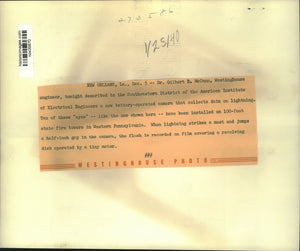 270586
1/25/40
NEW ORLEANS, La., Dec. 5 -- Dr. Gilbert D. McCann, Westinghouse
engineer, tonight described to the Southeastern District of the American Institute
of Electrical Engineers a new battery-operated camera that collects data on lightning.
Ten of these "eyes" -- like the one shown here -- have been installed on 100-foot
state fire towers in Western Pennsylvania. When lightning strikes a mast and jumps
a half-inch gap in the camera, the flash is recorded on film covering a revolving
disk operated by a tiny motor.
###
WESTINGHOUSE PHOTO